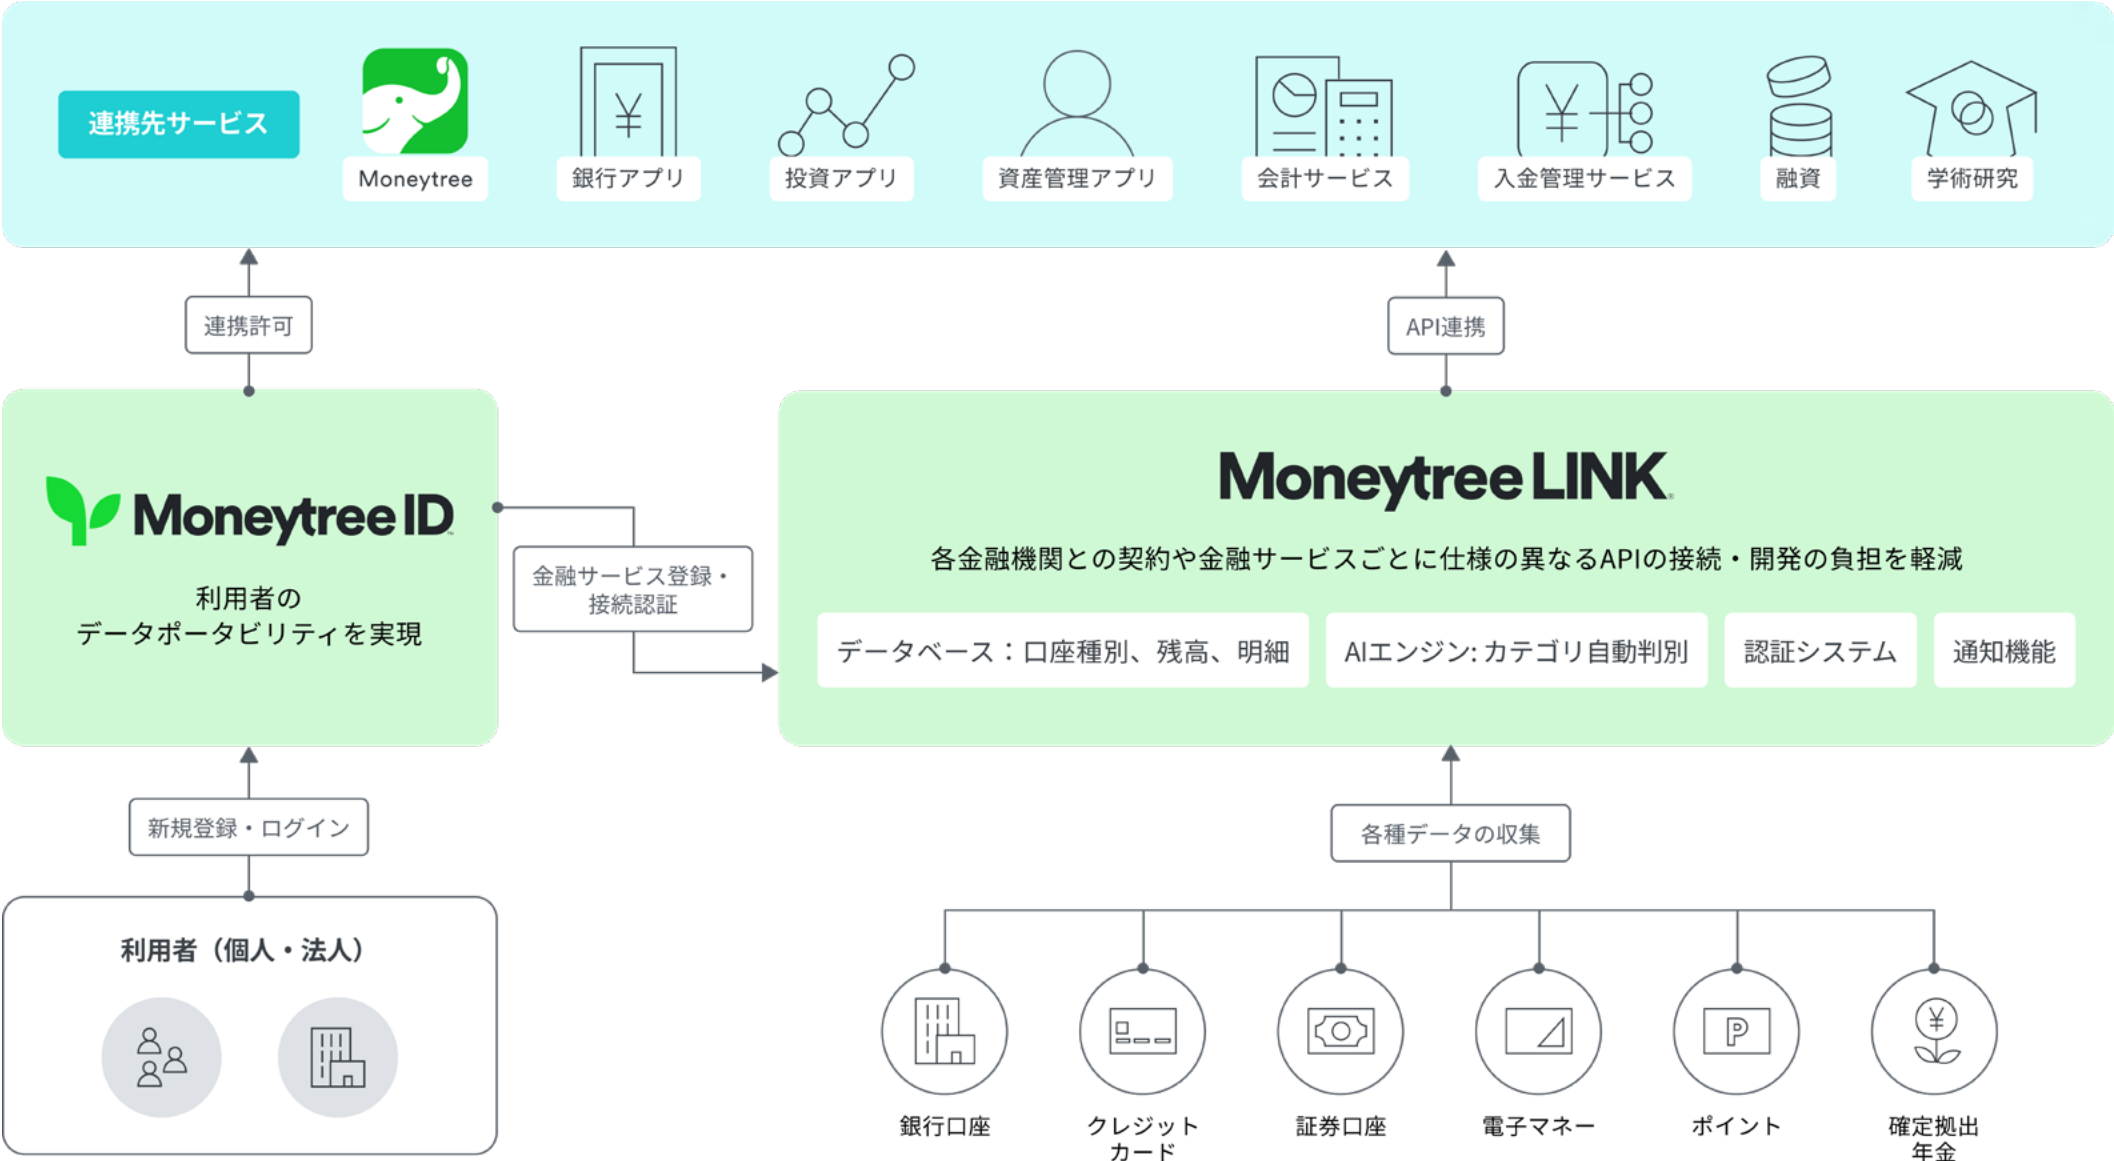 連携先サービス
Moneytree
銀行アプリ
投資アプリ
資産管理アプリ
会計サービス
入金管理サービス
融資
学術研究
連携許可
API連携
Moneytree ID
利用者の
データポータビリティを実現
金融サービス登録・
接続認証
Moneytree LINK
各金融機関との契約や金融サービスごとに仕様の異なるAPIの接続・開発の負担を軽減
データベース：口座種別、残高、明細
AIエンジン: カテゴリ自動判別
認証システム
通知機能
新規登録・ログイン
各種データの収集
利用者（個人・法人）
銀行口座
クレジット
カード
証券口座
電子マネー
P
ポイント
¥
確定拠出
年金